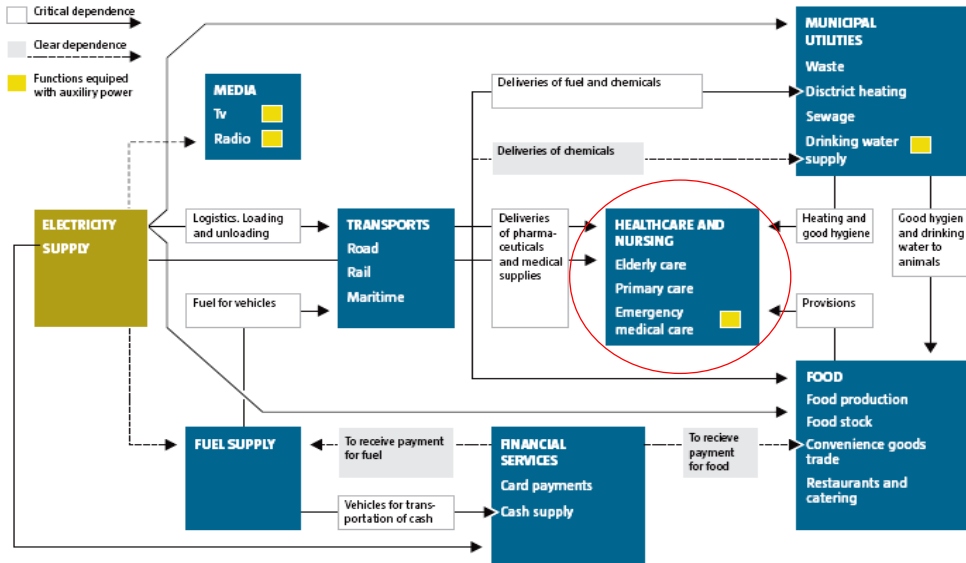 Critical dependence
Clear dependence
Functions equiped
with auxiliry power
MEDIA
Tv
Radio
ELECTRICITY
SUPPLY
Logistics. Loading
and unloading
Fuel for vehicles
TRANSPORTS
Road
Rail
Maritime
Deliveries of fuel and chemicals
Deliveries of chemicals
Deliveries
of pharma-
ceuticals
and medical
supplies
HEALTHCARE AND
NURSING
Elderly care
Primary care
Emergency
medical care
MUNICIPAL
UTILITIES
Waste
Disctrict heating
Sewage
Drinking water
supply
Heating and
good hygiene
Good hygien
and drinking
water to
animals
Provisions
FOOD
Food production
Food stock
Convenience goods
trade
Restaurants and
catering
FUEL SUPPLY
To receive payment
for fuel
Vehicles for trans-
portation of cash
FINANCIAL
SERVICES
Card payments
Cash supply
To recieve
payment
for food